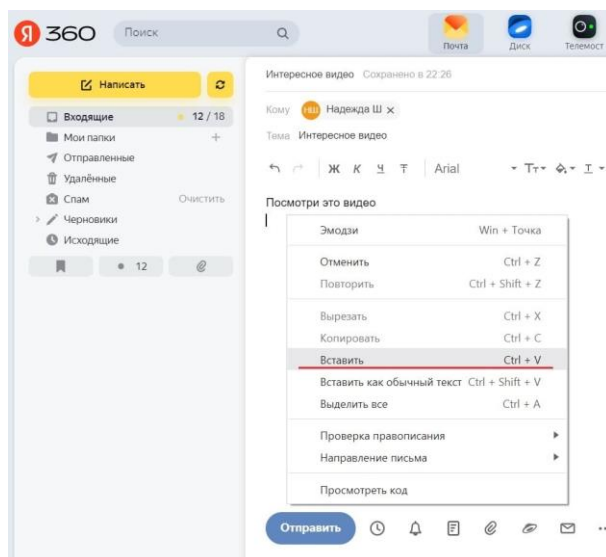 Я 360 Поиск
Почта Диск Телемост
Написать
Входящие 12 / 18
Мои папки +
Отправленные
Удалённые
Спам Очистить
Черновики
Исходящие
12
Интересное видео Сохранено в 22:26
Кому НШ Надежда Ш ×
Тема Интересное видео
Ж К Ч Т Arial Тт
Посмотри это видео
Эмодзи Win + Точка
Отменить Ctrl + Z
Повторить Ctrl + Shift + Z
Вырезать Ctrl + X
Копировать Ctrl + C
Вставить Ctrl + V
Вставить как обычный текст Ctrl + Shift + V
Выделить все Ctrl + A
Проверка правописания
Направление письма
Просмотреть код
Отправить